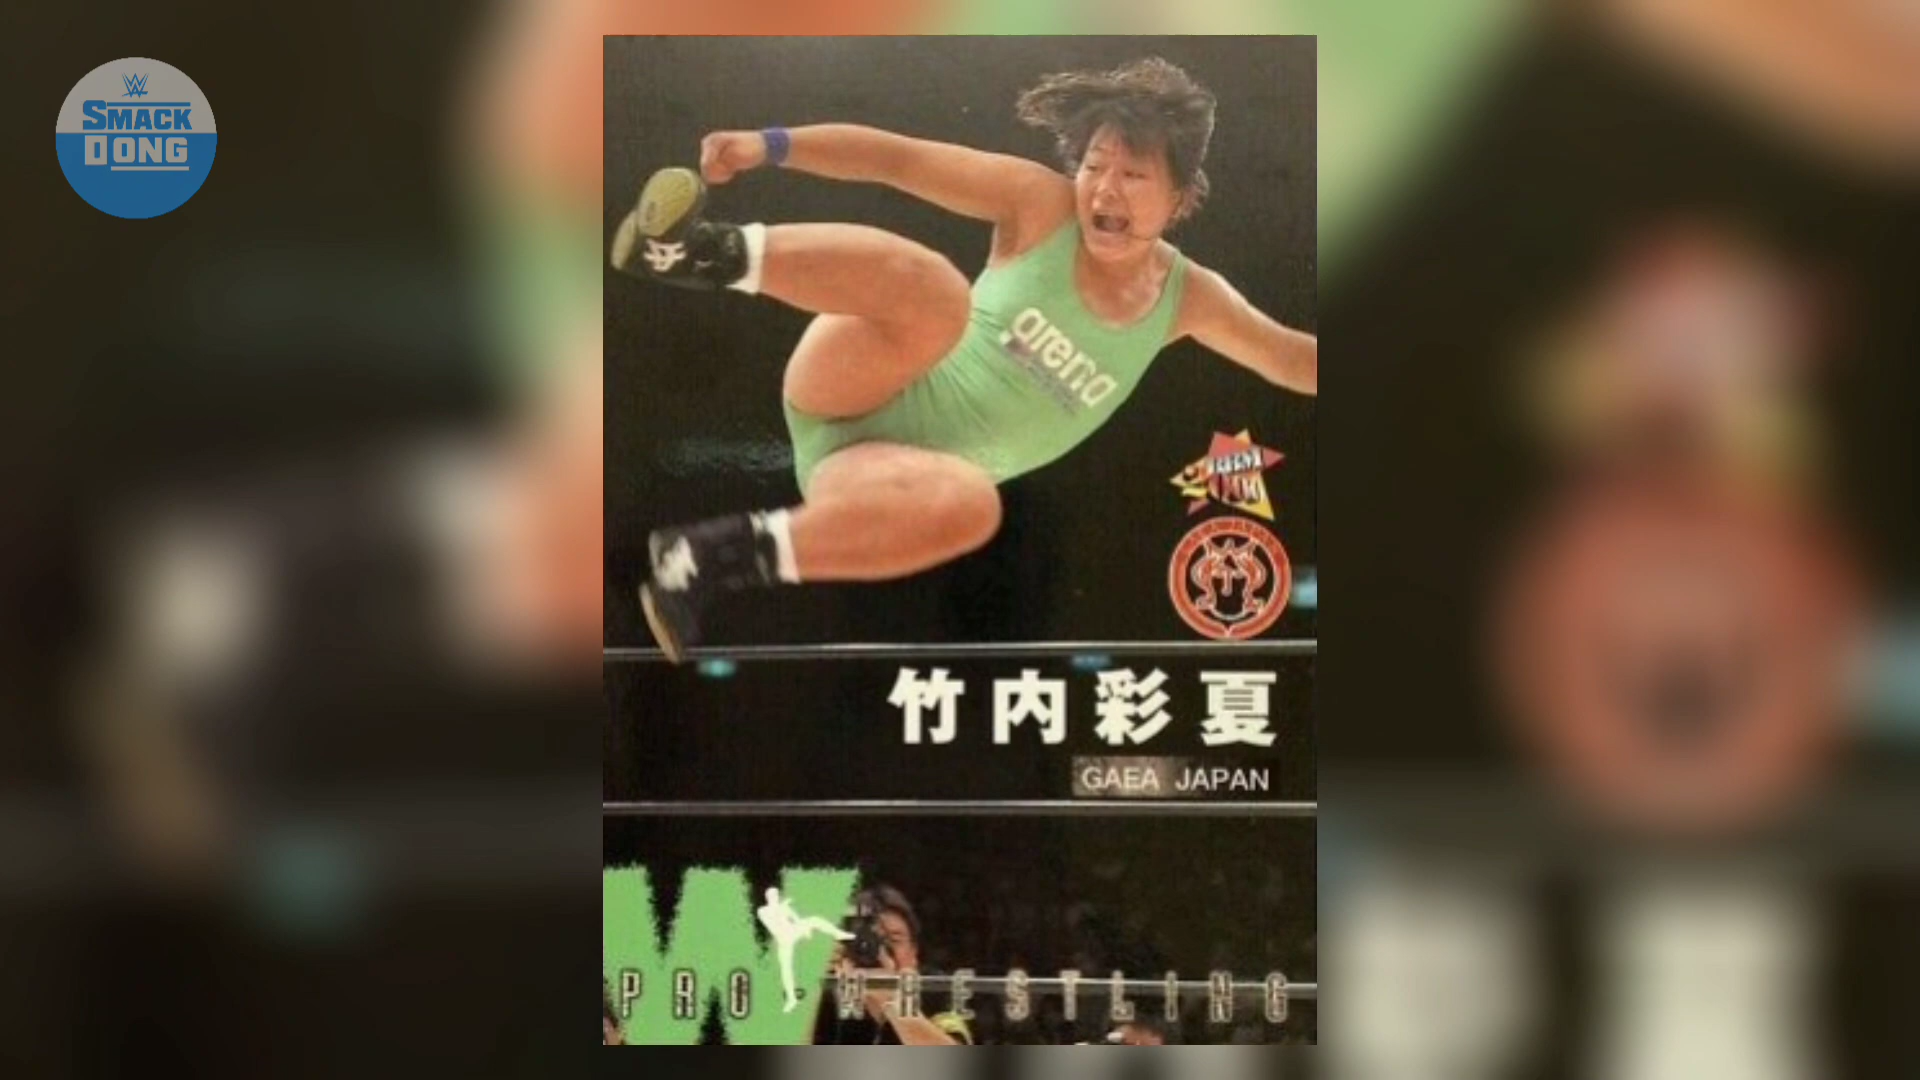 SMACK
DONG
arena
竹内彩夏
GAEA JAPAN
PRO-WRESTLING